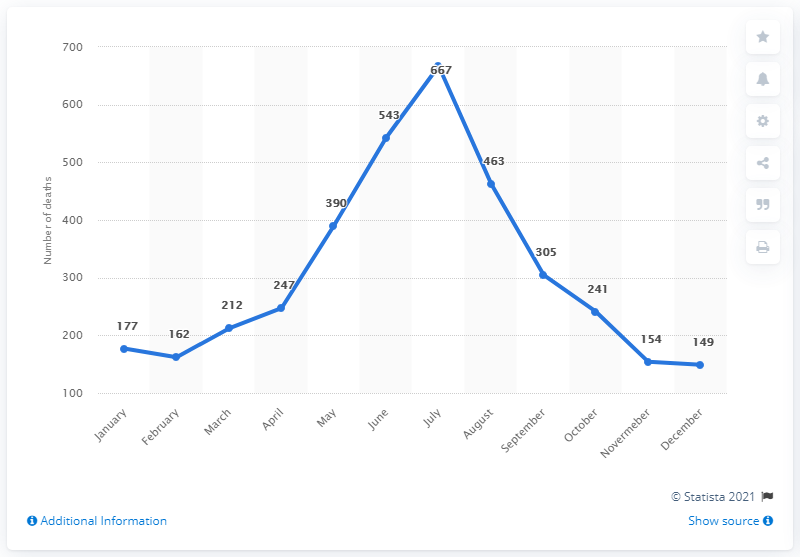 700
600
500
400
300
200
100
Number of deaths
177
162
212
247
390
543
667
463
305
241
154
149
January
February
March
April
May
June
July
August
September
October
Novermeber
December
© Statista 2021
Additional Information
Show source